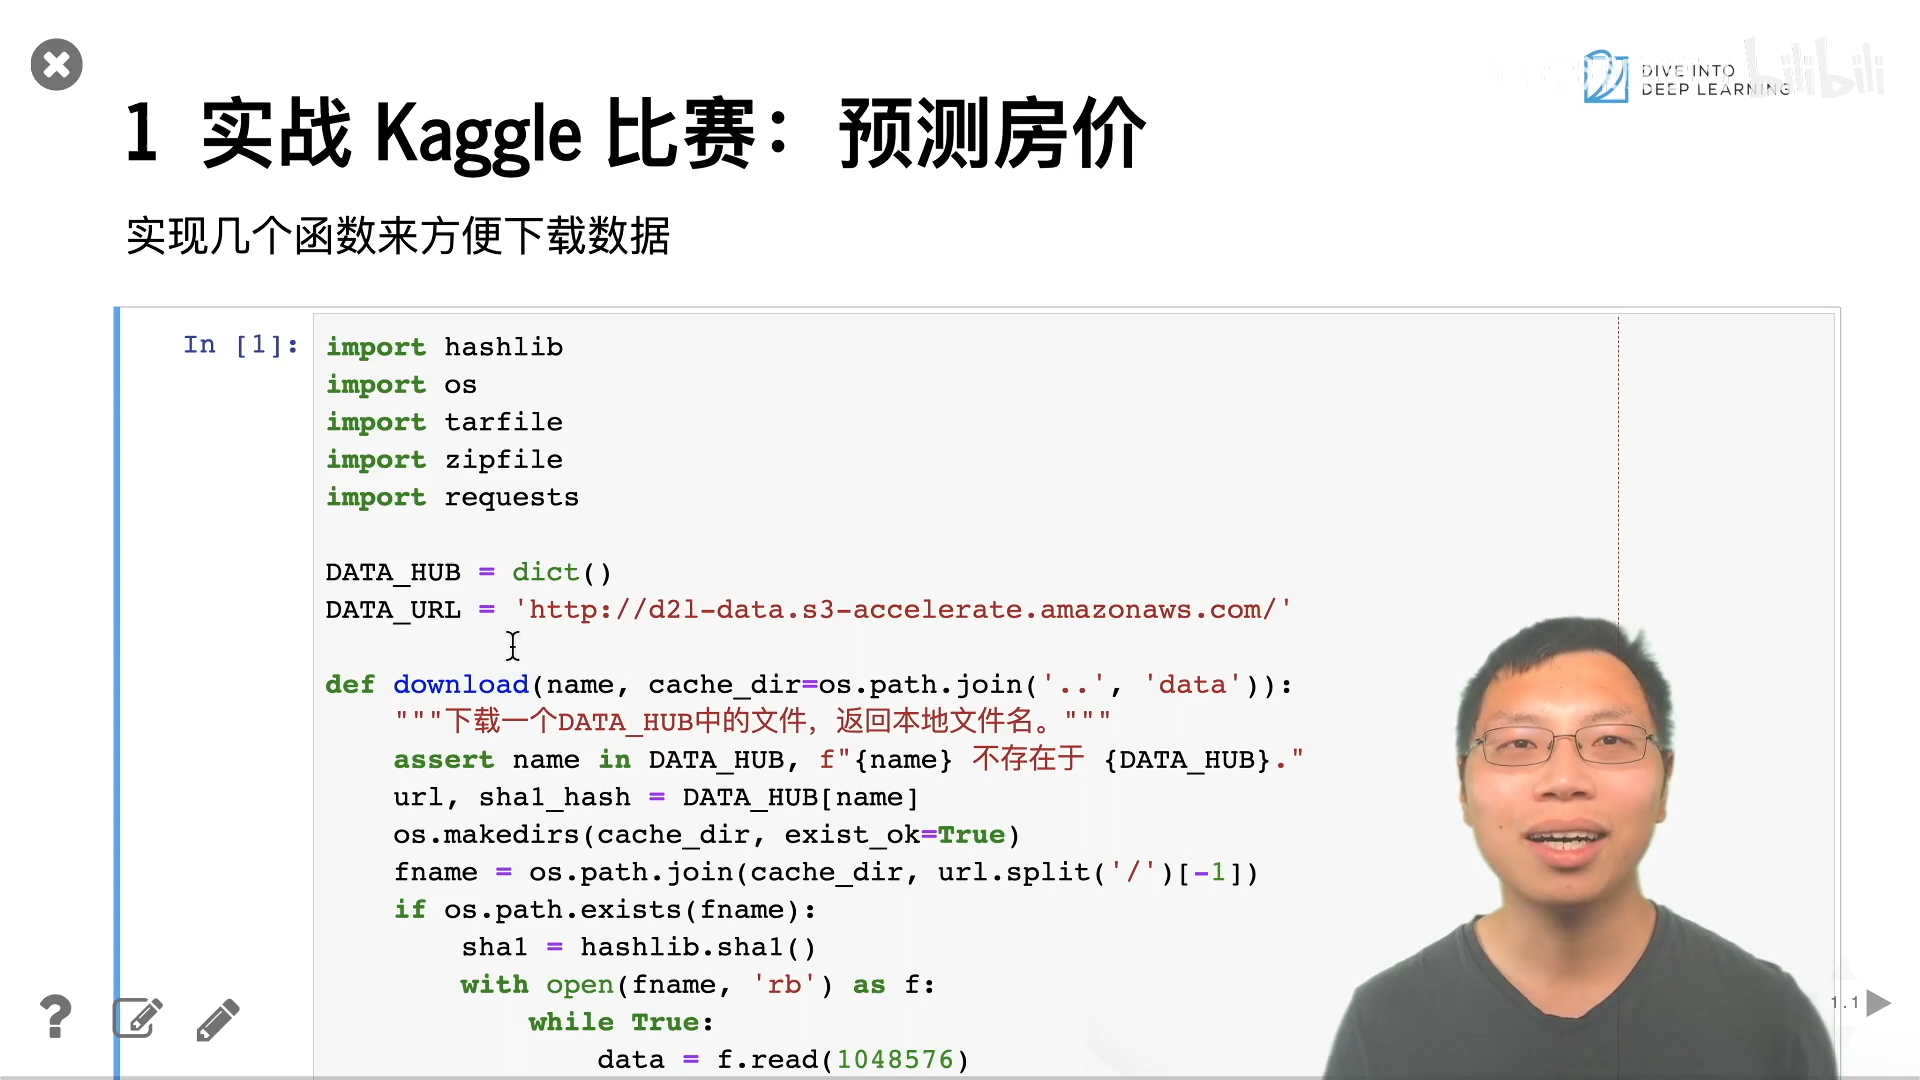 DIVE INTO
DEEP LEARNING
bilibili
1 实战 Kaggle 比赛：预测房价
实现几个函数来方便下载数据
In [1]:
import hashlib
import os
import tarfile
import zipfile
import requests
DATA_HUB = dict()
DATA_URL = 'http://d2l-data.s3-accelerate.amazonaws.com/'
def download(name, cache_dir=os.path.join('..', 'data')):
"""下载一个DATA_HUB中的文件，返回本地文件名。"""
assert name in DATA_HUB, f"{name} 不存在于 {DATA_HUB}."
url, sha1_hash = DATA_HUB[name]
os.makedirs(cache_dir, exist_ok=True)
fname = os.path.join(cache_dir, url.split('/')[-1])
if os.path.exists(fname):
sha1 = hashlib.sha1()
with open(fname, 'rb') as f:
while True:
data = f.read(1048576)
1.1